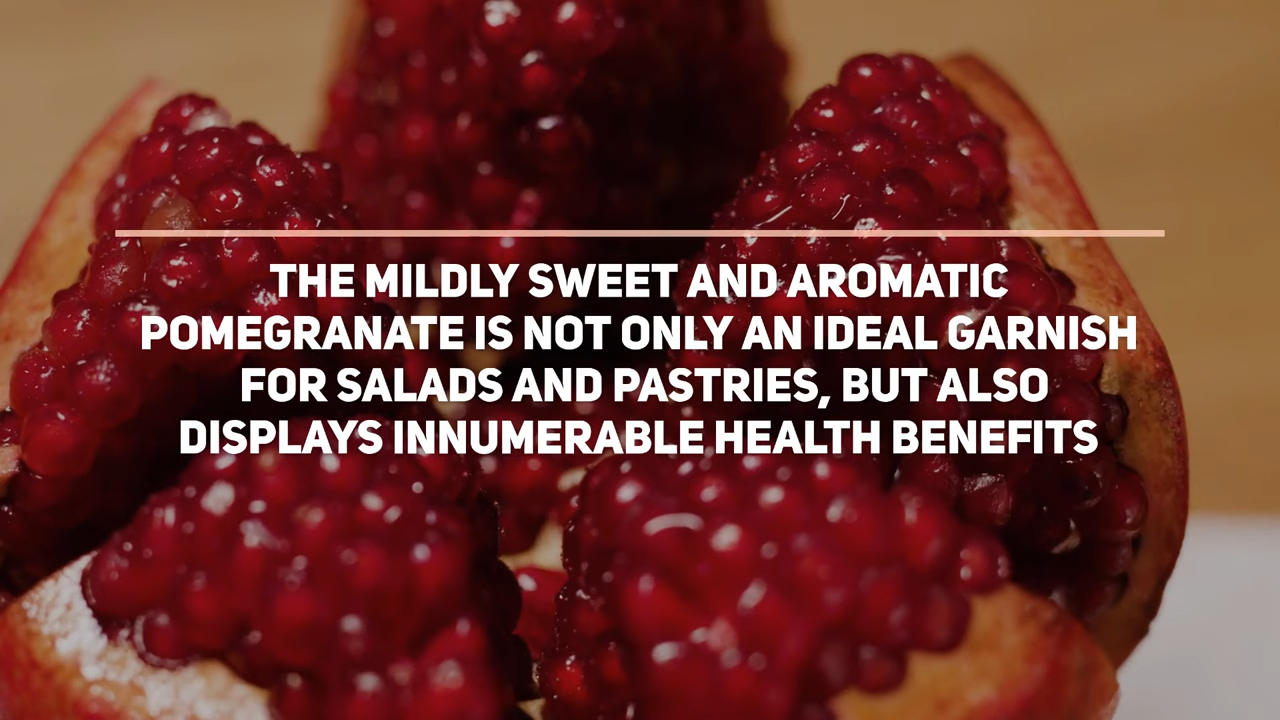 THE MILDLY SWEET AND AROMATIC
POMEGRANATE IS NOT ONLY AN IDEAL GARNISH
FOR SALADS AND PASTRIES, BUT ALSO
DISPLAYS INNUMERABLE HEALTH BENEFITS